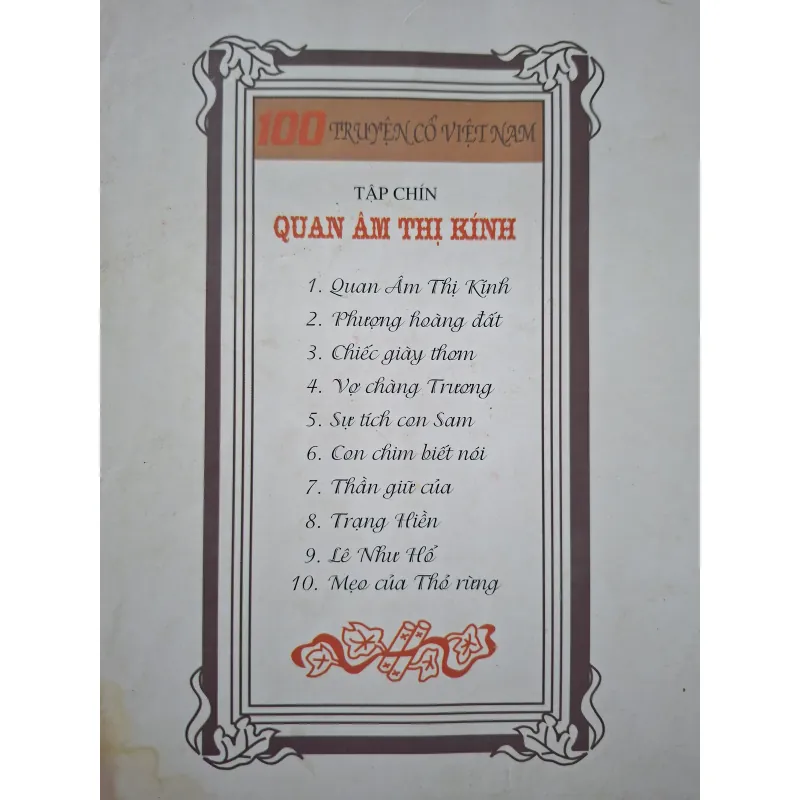 100 TRUYỆN CỔ VIỆT NAM
TẬP CHÍN
QUAN ÂM THỊ KÍNH
1. Quan Âm Thị Kính
2. Phượng hoàng đất
3. Chiếc giày thơm
4. Vợ chàng Trương
5. Sự tích con Sam
6. Con chim biết nói
7. Thần giữ của
8. Trạng Hiền
9. Lê Như Hổ
10. Mẹo của Thỏ rừng